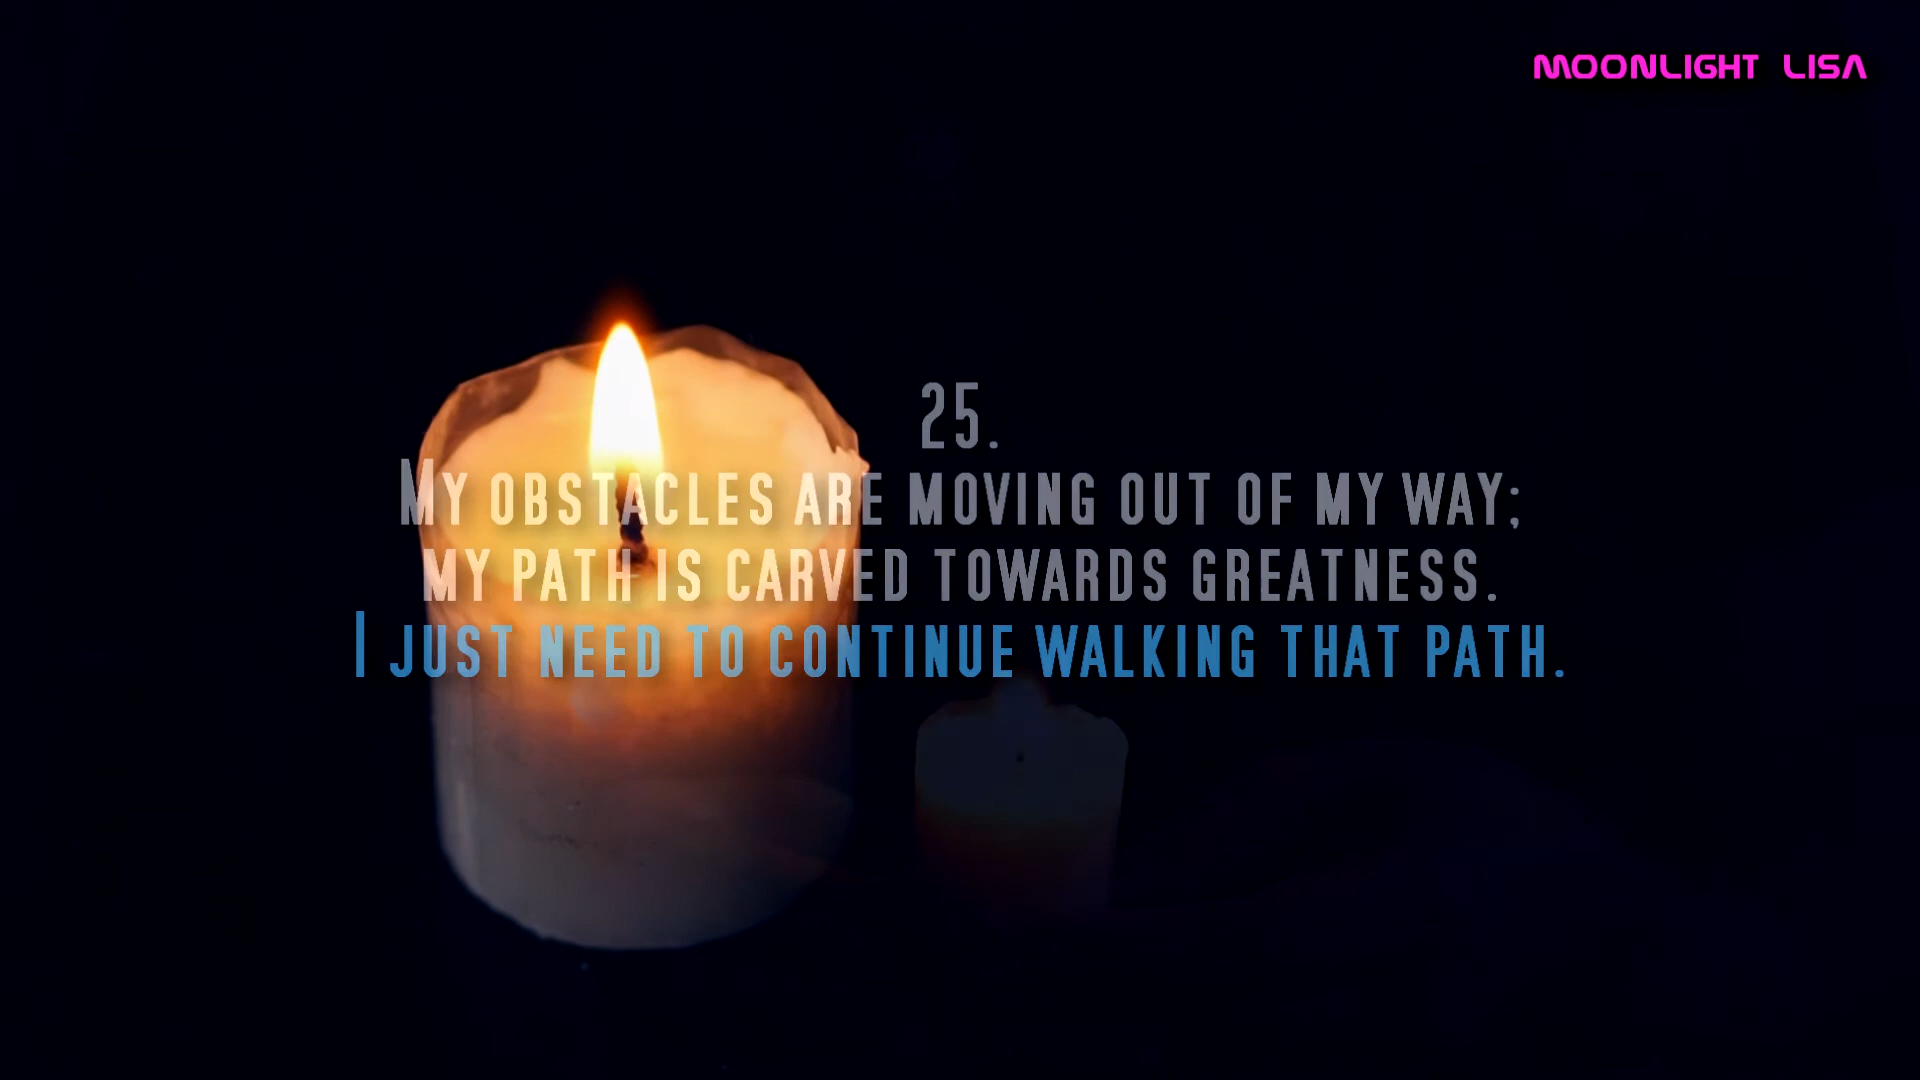 MOONLIGHT LISA
25.
My obstacles are moving out of my way;
my path is carved towards greatness.
I just need to continue walking that path.